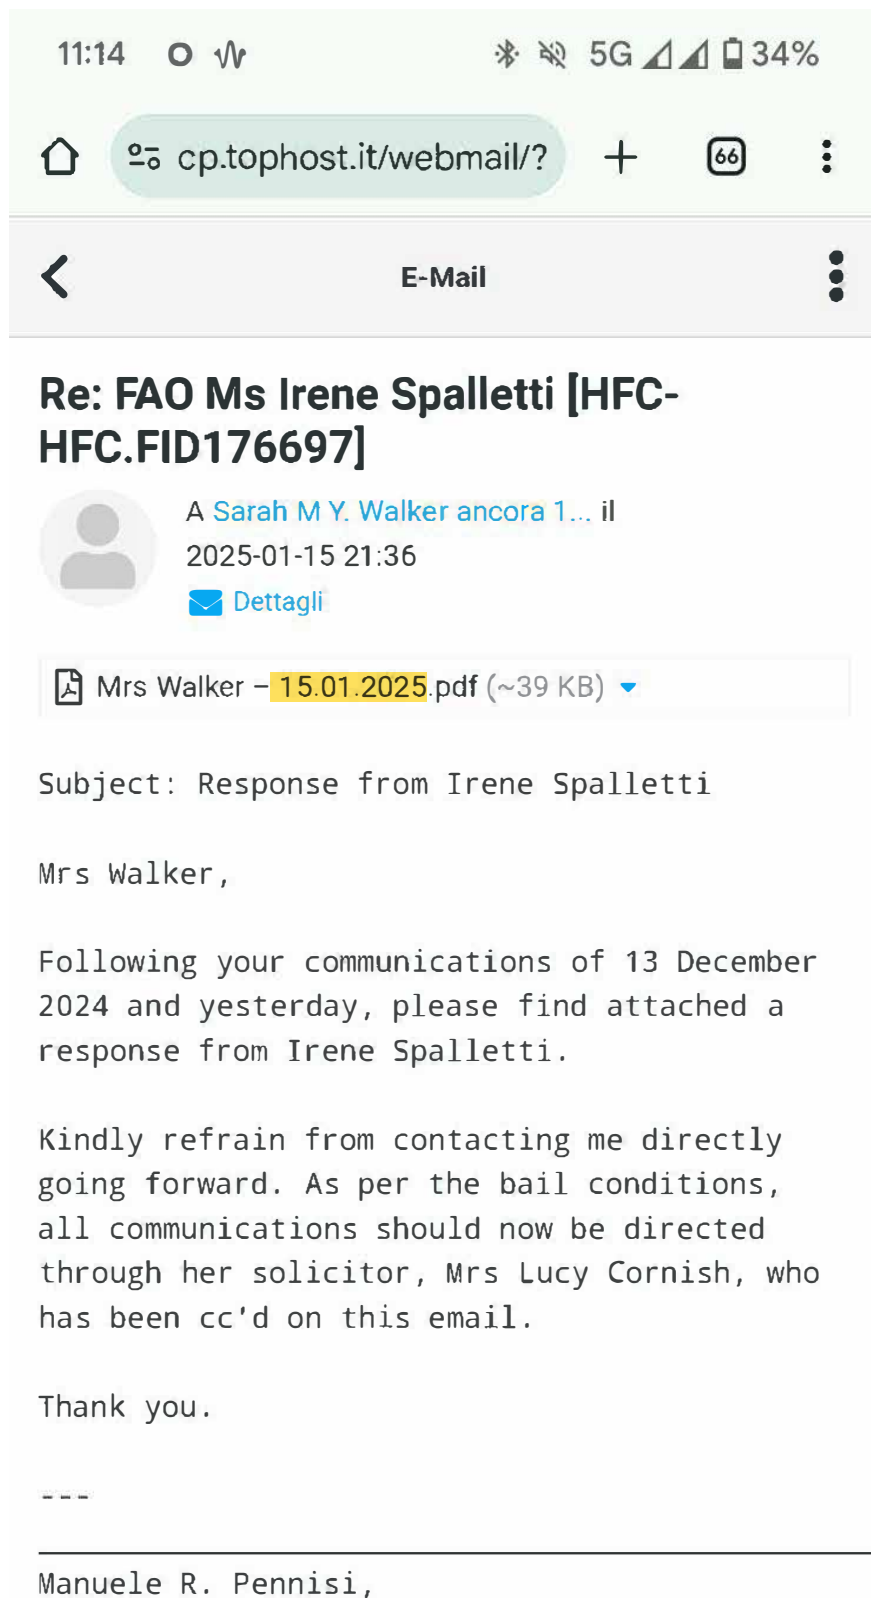 11:14 5G 34%
cp.tophost.it/webmail/? 66
E-Mail
Re: FAO Ms Irene Spalletti [HFC-
HFC.FID176697]
A Sarah M Y. Walker ancora 1... il
2025-01-15 21:36
Dettagli
Mrs Walker – 15.01.2025.pdf (~39 KB)
Subject: Response from Irene Spalletti
Mrs Walker,
Following your communications of 13 December
2024 and yesterday, please find attached a
response from Irene Spalletti.
Kindly refrain from contacting me directly
going forward. As per the bail conditions,
all communications should now be directed
through her solicitor, Mrs Lucy Cornish, who
has been cc'd on this email.
Thank you.
---
Manuele R. Pennisi,